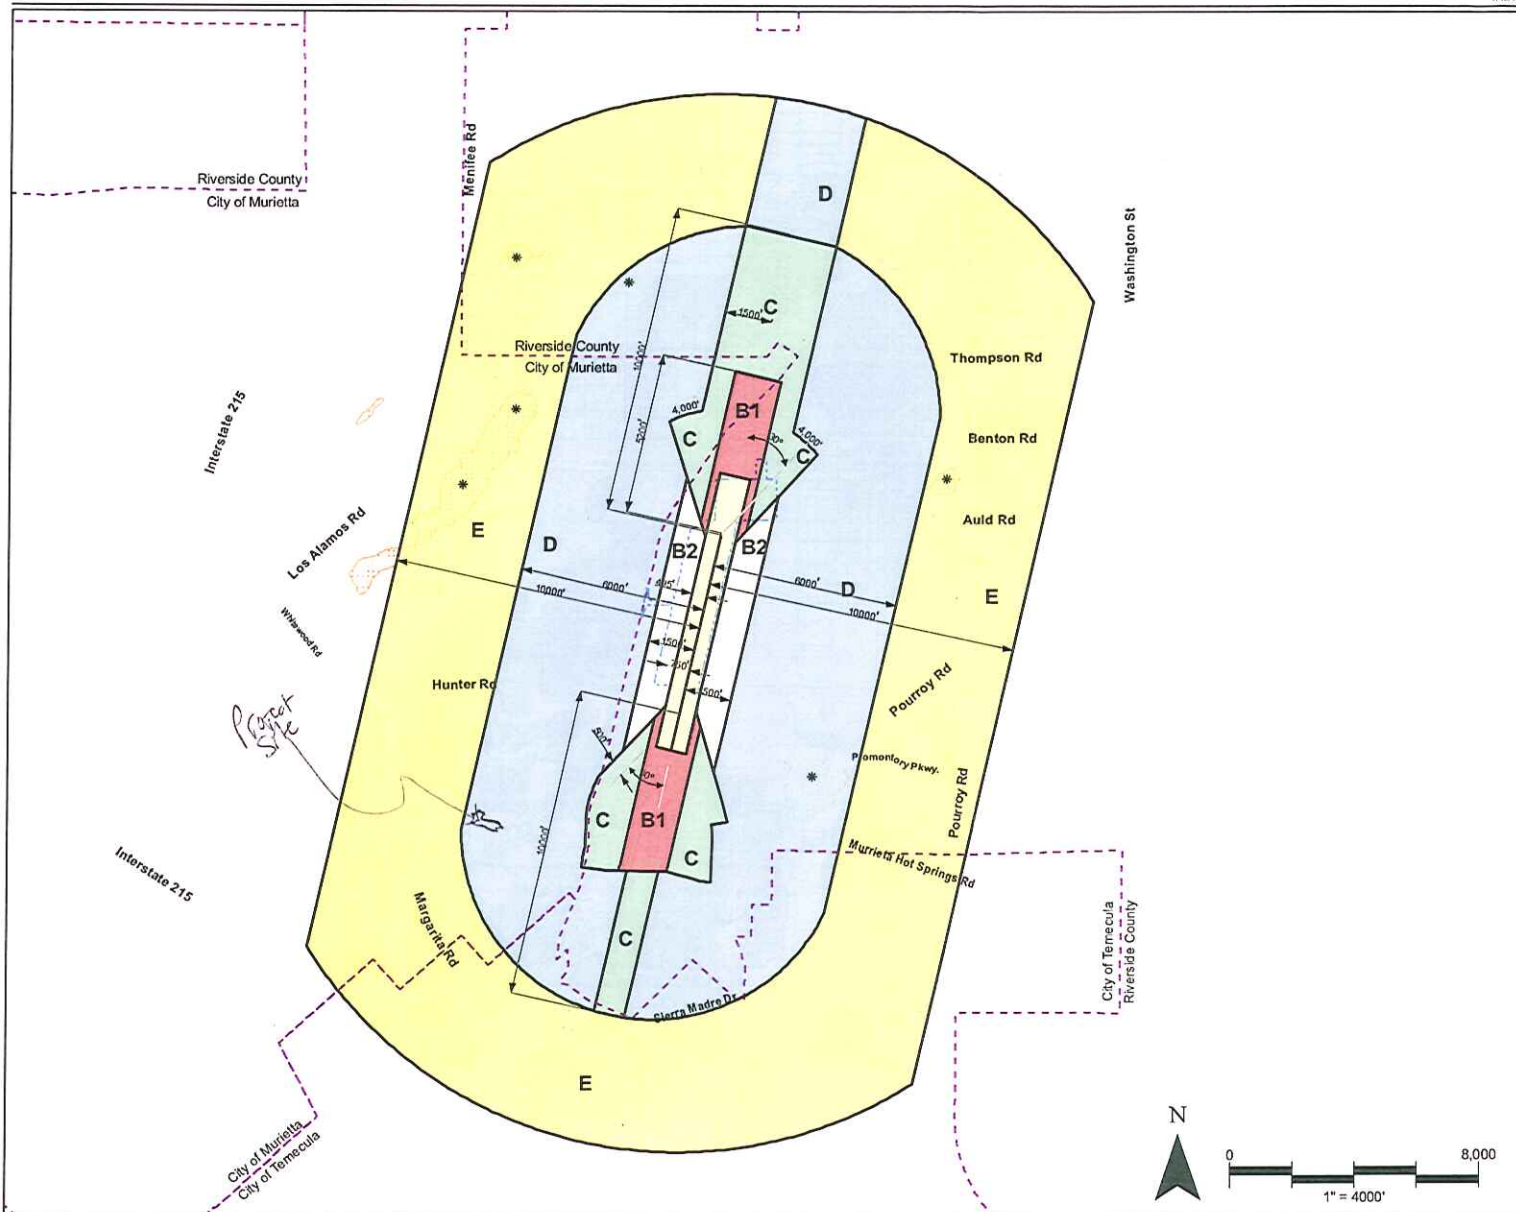 Riverside County
City of Murietta
Menifee Rd
D
Washington St
C
1500'
Riverside County
City of Murietta
10000'
5200'
Thompson Rd
Interstate 215
4,000'
B1
C
30°
4,000'
C
Benton Rd
Auld Rd
Los Alamos Rd
E
D
B2
B2
6000'
10000'
6000'
D
10000'
E
Whitewood Rd
1500'
Hunter Rd
Pourroy Rd
Project
Site
500'
Promontory Pkwy.
Pourroy Rd
C
B1
C
10000'
Murrieta Hot Springs Rd
Interstate 215
Margarita Rd
C
City of Temecula
Riverside County
Sierra Madre Dr
E
City of Murietta
City of Temecula
N
0
8,000
1" = 4000'